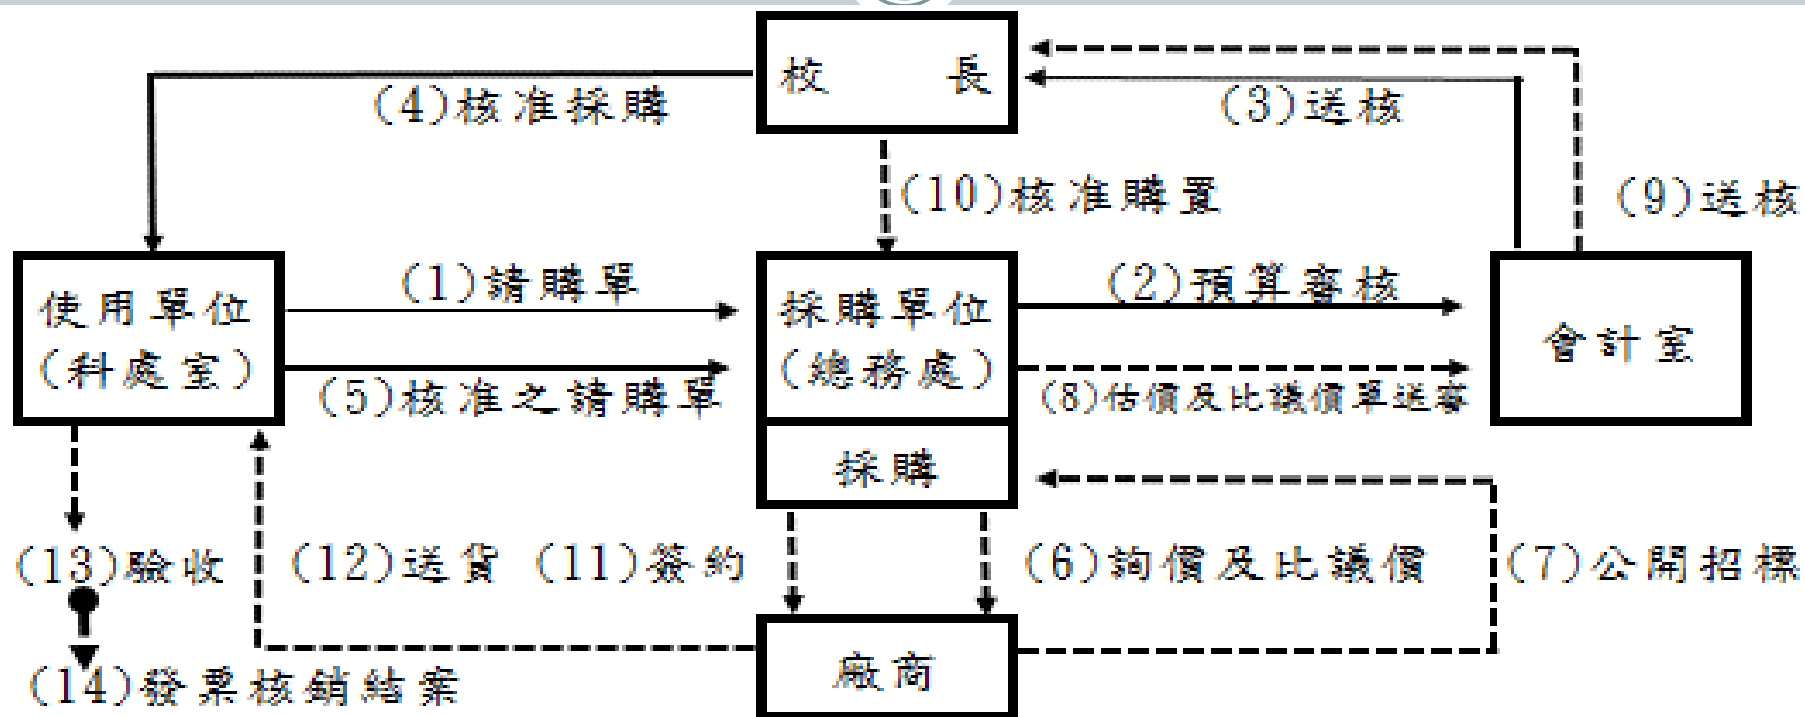 校 長
(4)核准採購
(3)送核
(10)核准購置
(9)送核
使用單位
(科處室)
(1)請購單
(5)核准之請購單
採購單位
(總務處)
(2)預算審核
(8)估價及比議價單送審
會計室
採購
(13)驗收
(12)送貨
(11)簽約
(6)詢價及比議價
(7)公開招標
廠商
(14)發票核銷結案